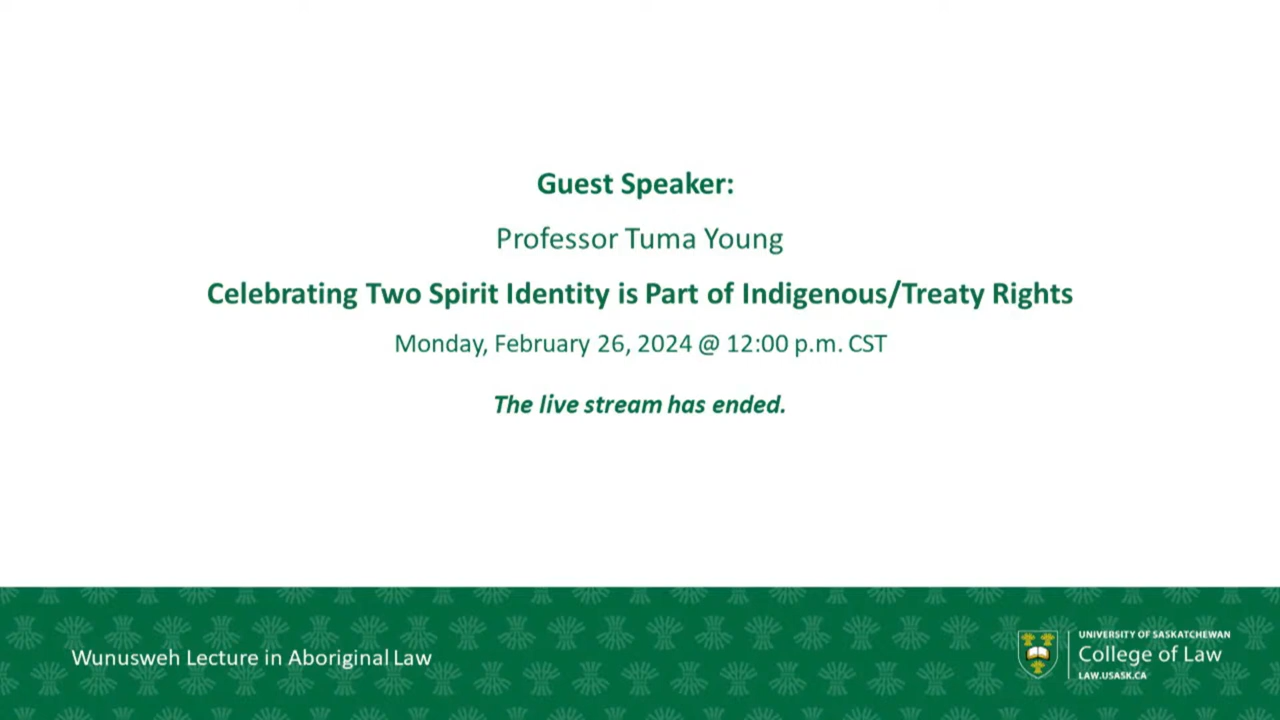 Guest Speaker:
Professor Tuma Young
Celebrating Two Spirit Identity is Part of Indigenous/Treaty Rights
Monday, February 26, 2024 @ 12:00 p.m. CST
The live stream has ended.
Wunusweh Lecture in Aboriginal Law
UNIVERSITY OF SASKATCHEWAN
College of Law
LAW.USASK.CA